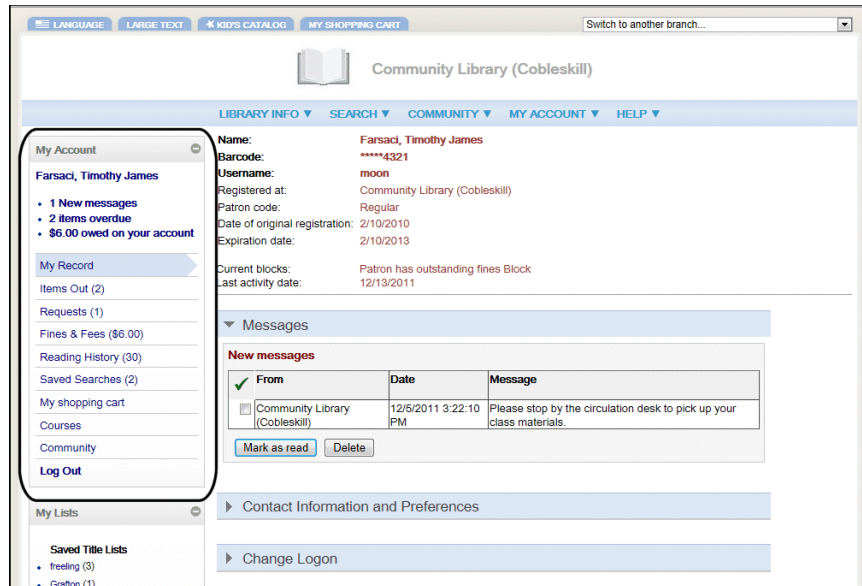 LANGUAGE LARGE TEXT KID'S CATALOG MY SHOPPING CART Switch to another branch...
Community Library (Cobleskill)
LIBRARY INFO ▼ SEARCH ▼ COMMUNITY ▼ MY ACCOUNT ▼ HELP ▼
My Account
Farsaci, Timothy James
1 New messages
2 items overdue
$6.00 owed on your account
My Record
Items Out (2)
Requests (1)
Fines & Fees ($6.00)
Reading History (30)
Saved Searches (2)
My shopping cart
Courses
Community
Log Out
My Lists
Saved Title Lists
freeling (3)
Grafton (1)
Name: Farsaci, Timothy James
Barcode: *****4321
Username: moon
Registered at: Community Library (Cobleskill)
Patron code: Regular
Date of original registration: 2/10/2010
Expiration date: 2/10/2013
Current blocks: Patron has outstanding fines Block
Last activity date: 12/13/2011
Messages
New messages
From Date Message
Community Library 12/5/2011 3:22:10 Please stop by the circulation desk to pick up your
(Cobleskill) PM class materials.
Mark as read Delete
Contact Information and Preferences
Change Logon